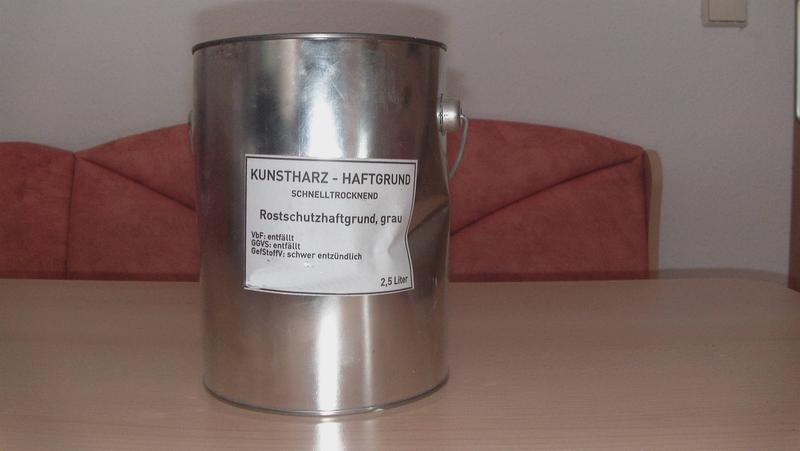 KUNSTHARZ - HAFTGRUND
SCHNELLTROCKNEND
Rostschutzhaftgrund, grau
VbF: entfällt
GGVS: entfällt
GefStoffV: schwer entzündlich
2,5 Liter